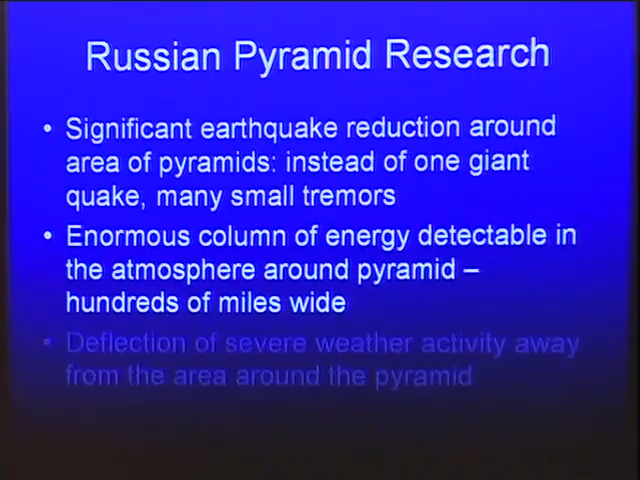 Russian Pyramid Research
• Significant earthquake reduction around
area of pyramids: instead of one giant
quake, many small tremors
• Enormous column of energy detectable in
the atmosphere around pyramid –
hundreds of miles wide
• Deflection of severe weather activity away
from the area around the pyramid